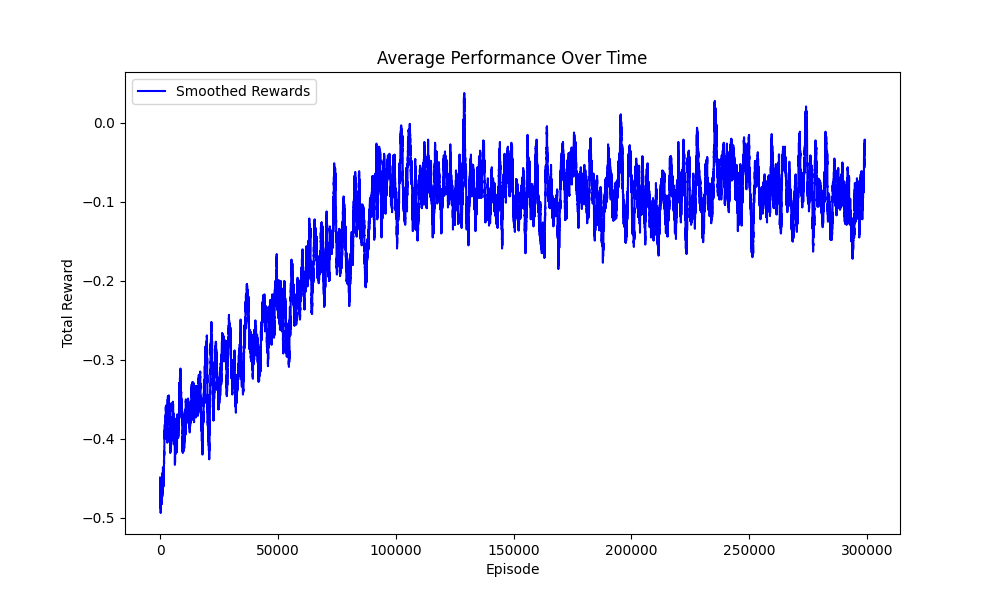 Average Performance Over Time
Smoothed Rewards
0.0
−0.1
−0.2
−0.3
−0.4
−0.5
Total Reward
0 50000 100000 150000 200000 250000 300000
Episode